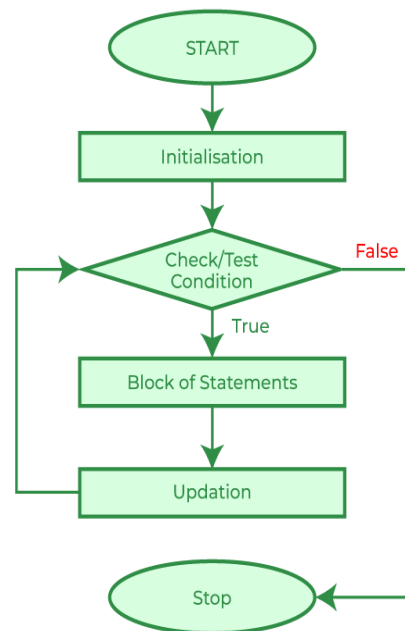 START
Initialisation
Check/Test
Condition
False
True
Block of Statements
Updation
Stop